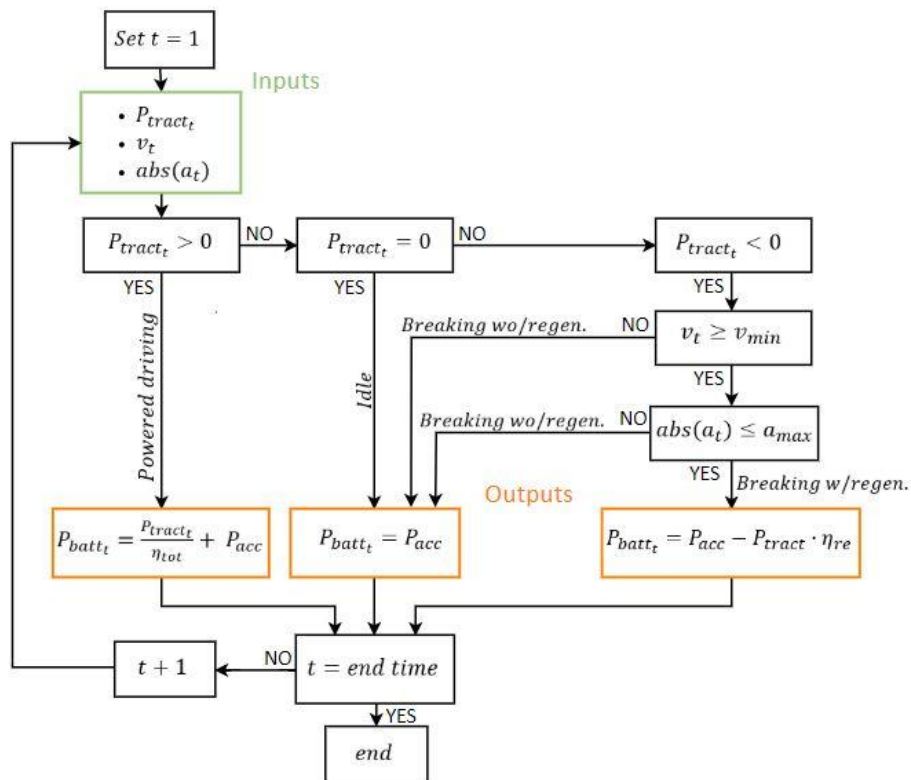 Set t = 1
Inputs
• P_tract_t
• v_t
• abs(a_t)
P_tract_t > 0
NO
P_tract_t = 0
NO
P_tract_t < 0
YES
YES
YES
Powered driving
Idle
Breaking wo/regen.
NO
v_t ≥ v_min
YES
Breaking wo/regen.
NO
abs(a_t) ≤ a_max
YES
Breaking w/regen.
Outputs
P_batt_t = P_tract_t / η_tot + P_acc
P_batt_t = P_acc
P_batt_t = P_acc − P_tract · η_re
t + 1
NO
t = end time
YES
end